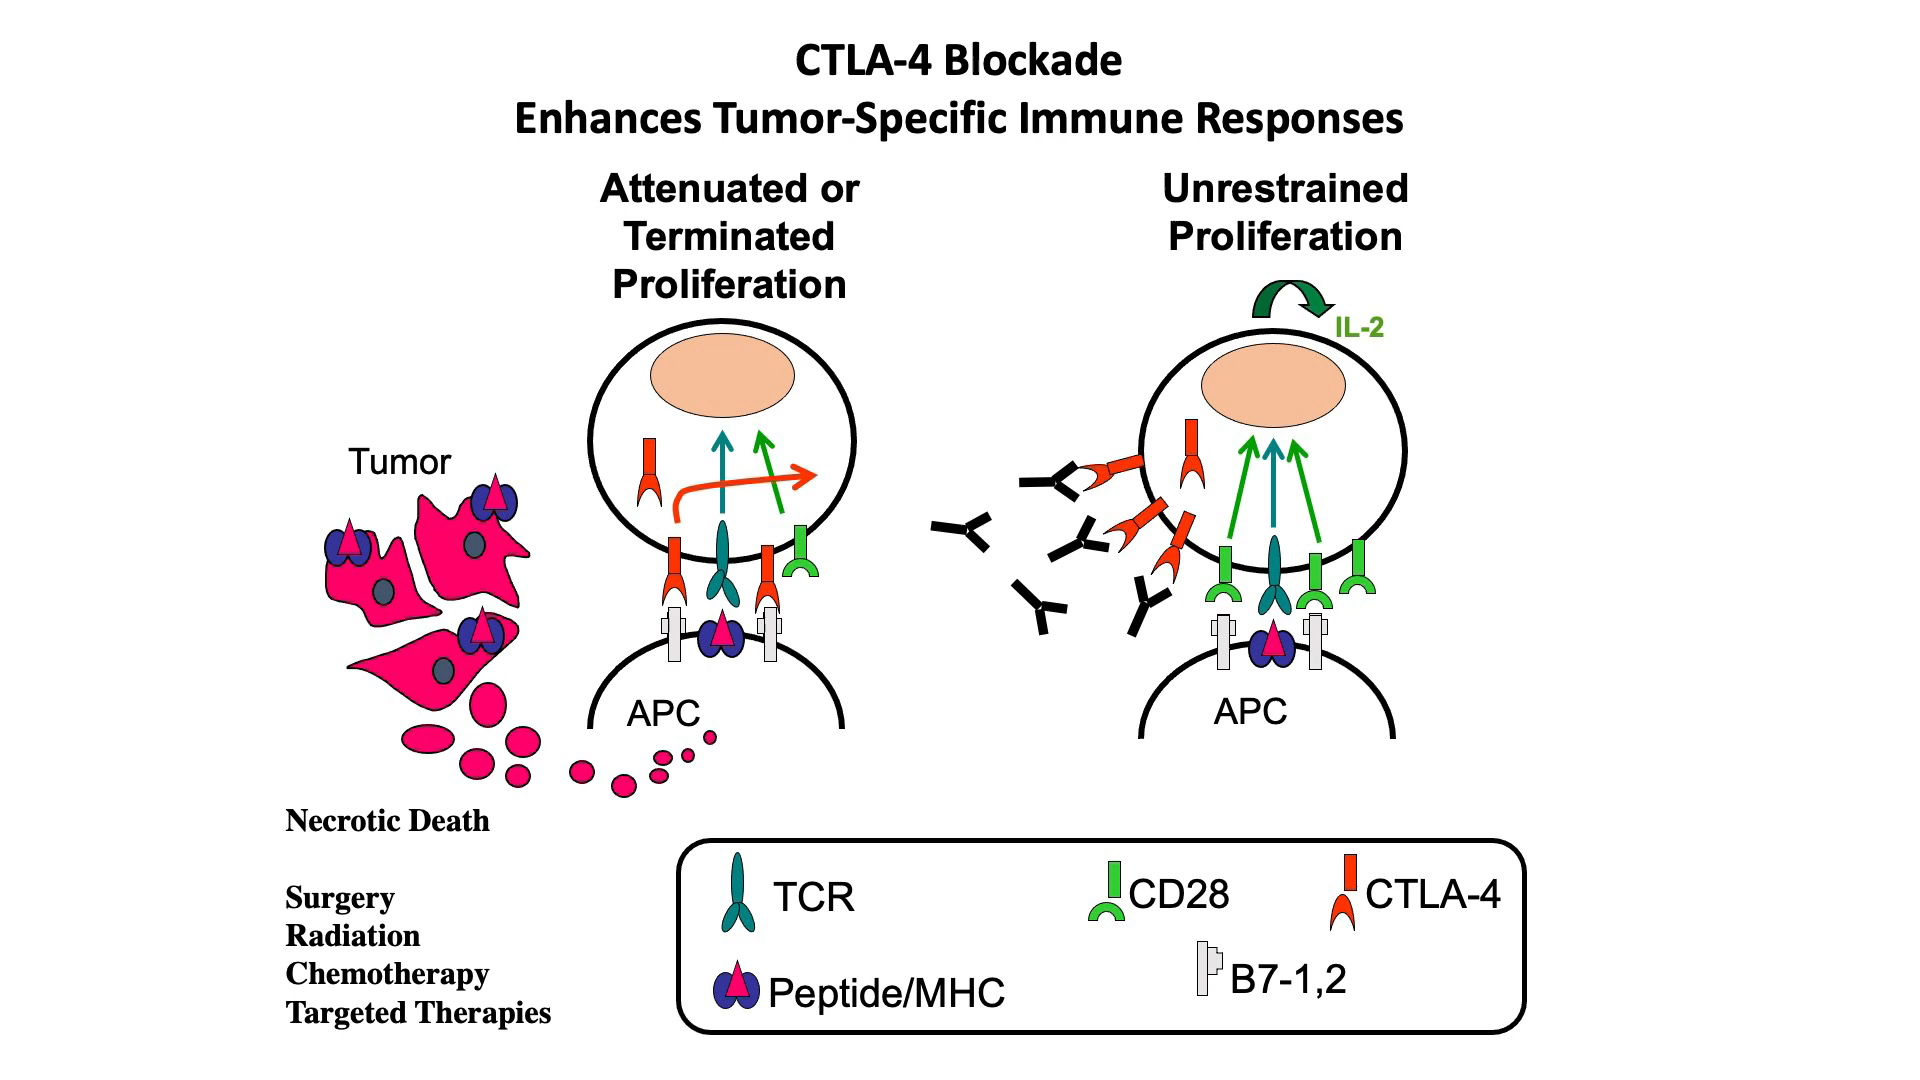 CTLA-4 Blockade
Enhances Tumor-Specific Immune Responses
Attenuated or
Terminated
Proliferation
Unrestrained
Proliferation
IL-2
Tumor
APC
APC
Necrotic Death
Surgery
Radiation
Chemotherapy
Targeted Therapies
TCR
CD28
CTLA-4
Peptide/MHC
B7-1,2